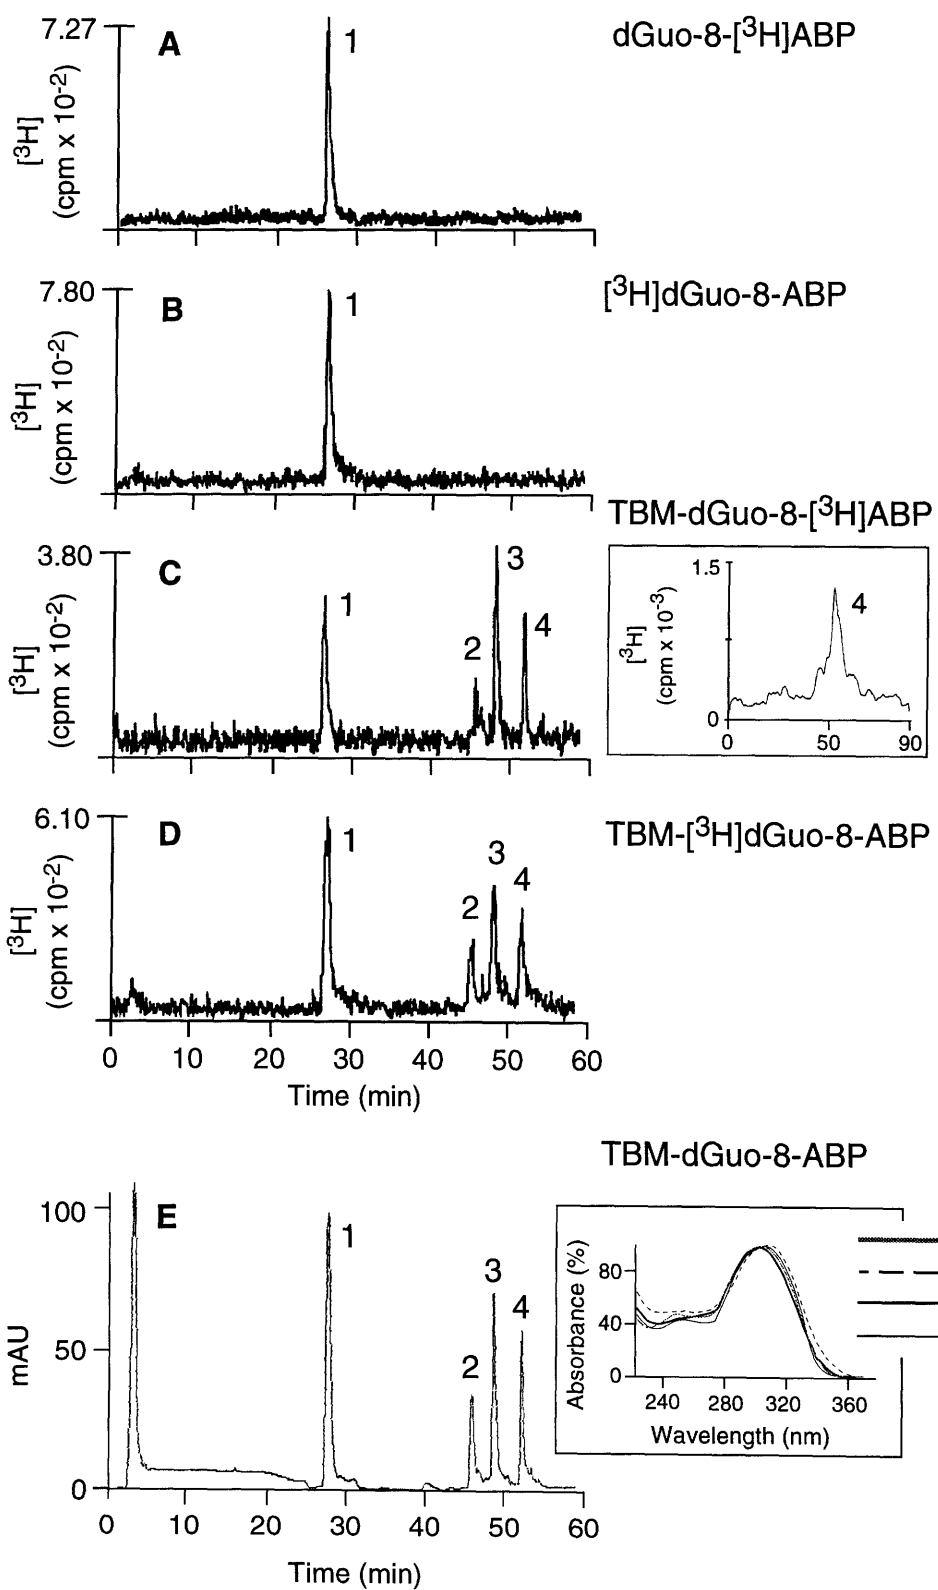 7.27
A
1
dGuo-8-[³H]ABP
[³H]
(cpm x 10⁻²)
7.80
B
1
[³H]dGuo-8-ABP
[³H]
(cpm x 10⁻²)
TBM-dGuo-8-[³H]ABP
3.80
C
1
2
3
4
[³H]
(cpm x 10⁻²)
1.5
4
[³H]
(cpm x 10⁻³)
0
0 50 90
6.10
D
1
2
3
4
TBM-[³H]dGuo-8-ABP
[³H]
(cpm x 10⁻²)
0 10 20 30 40 50 60
Time (min)
TBM-dGuo-8-ABP
100
E
1
2
3
4
50
mAU
0
0 10 20 30 40 50 60
Time (min)
Absorbance (%)
80
40
0
240 280 320 360
Wavelength (nm)